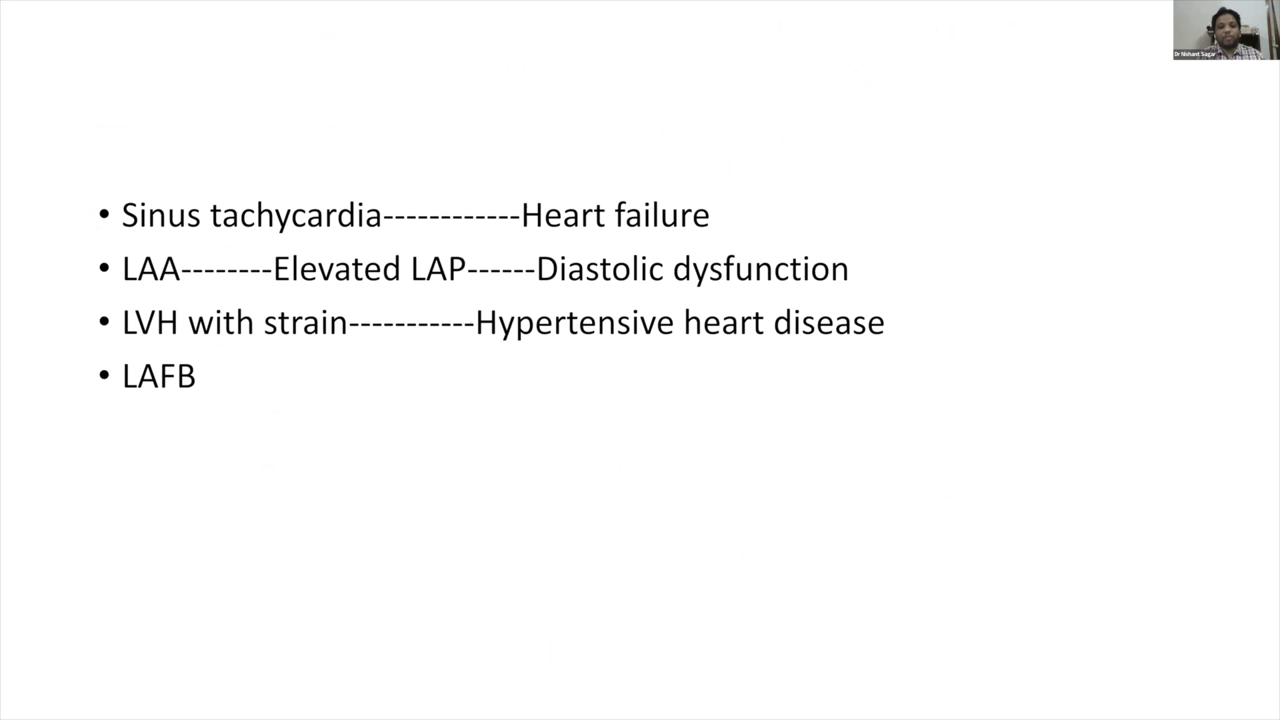 Dr Nishant Sagar
• Sinus tachycardia------------Heart failure
• LAA--------Elevated LAP------Diastolic dysfunction
• LVH with strain-----------Hypertensive heart disease
• LAFB